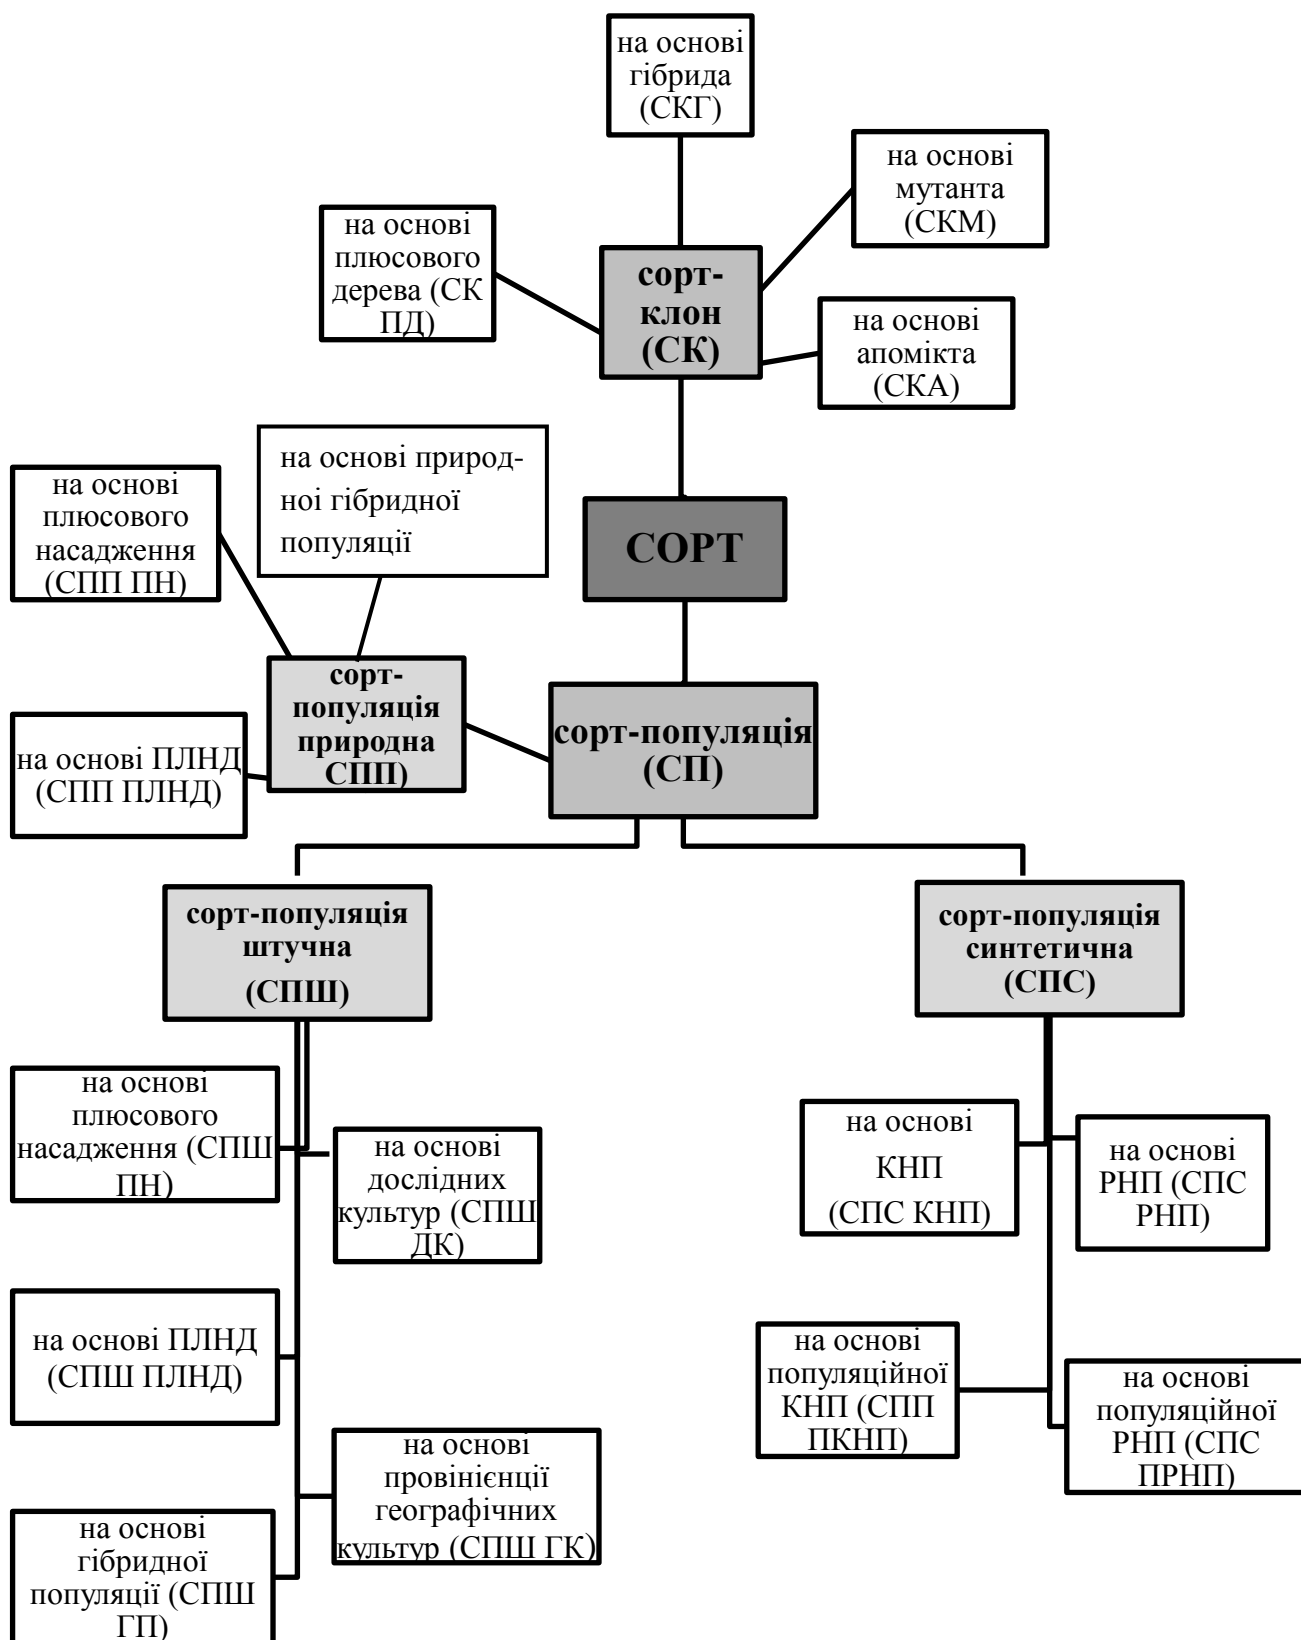 на основі
гібрида
(СКГ)
на основі
мутанта
(СКМ)
на основі
плюсового
дерева (СК
ПД)
сорт-
клон
(СК)
на основі
апомікта
(СКА)
на основі природ-
ної гібридної
популяції
на основі
плюсового
насадження
(СПП ПН)
СОРТ
сорт-
популяція
природна
СПП)
сорт-популяція
(СП)
на основі ПЛНД
(СПП ПЛНД)
сорт-популяція
штучна
(СПШ)
сорт-популяція
синтетична
(СПС)
на основі
плюсового
насадження (СПШ
ПН)
на основі
дослідних
культур (СПШ
ДК)
на основі
КНП
(СПС КНП)
на основі
РНП (СПС
РНП)
на основі ПЛНД
(СПШ ПЛНД)
на основі
популяційної
КНП (СПП
ПКНП)
на основі
популяційної
РНП (СПС
ПРНП)
на основі
провінієнції
географічних
культур (СПШ ГК)
на основі
гібридної
популяції (СПШ
ГП)